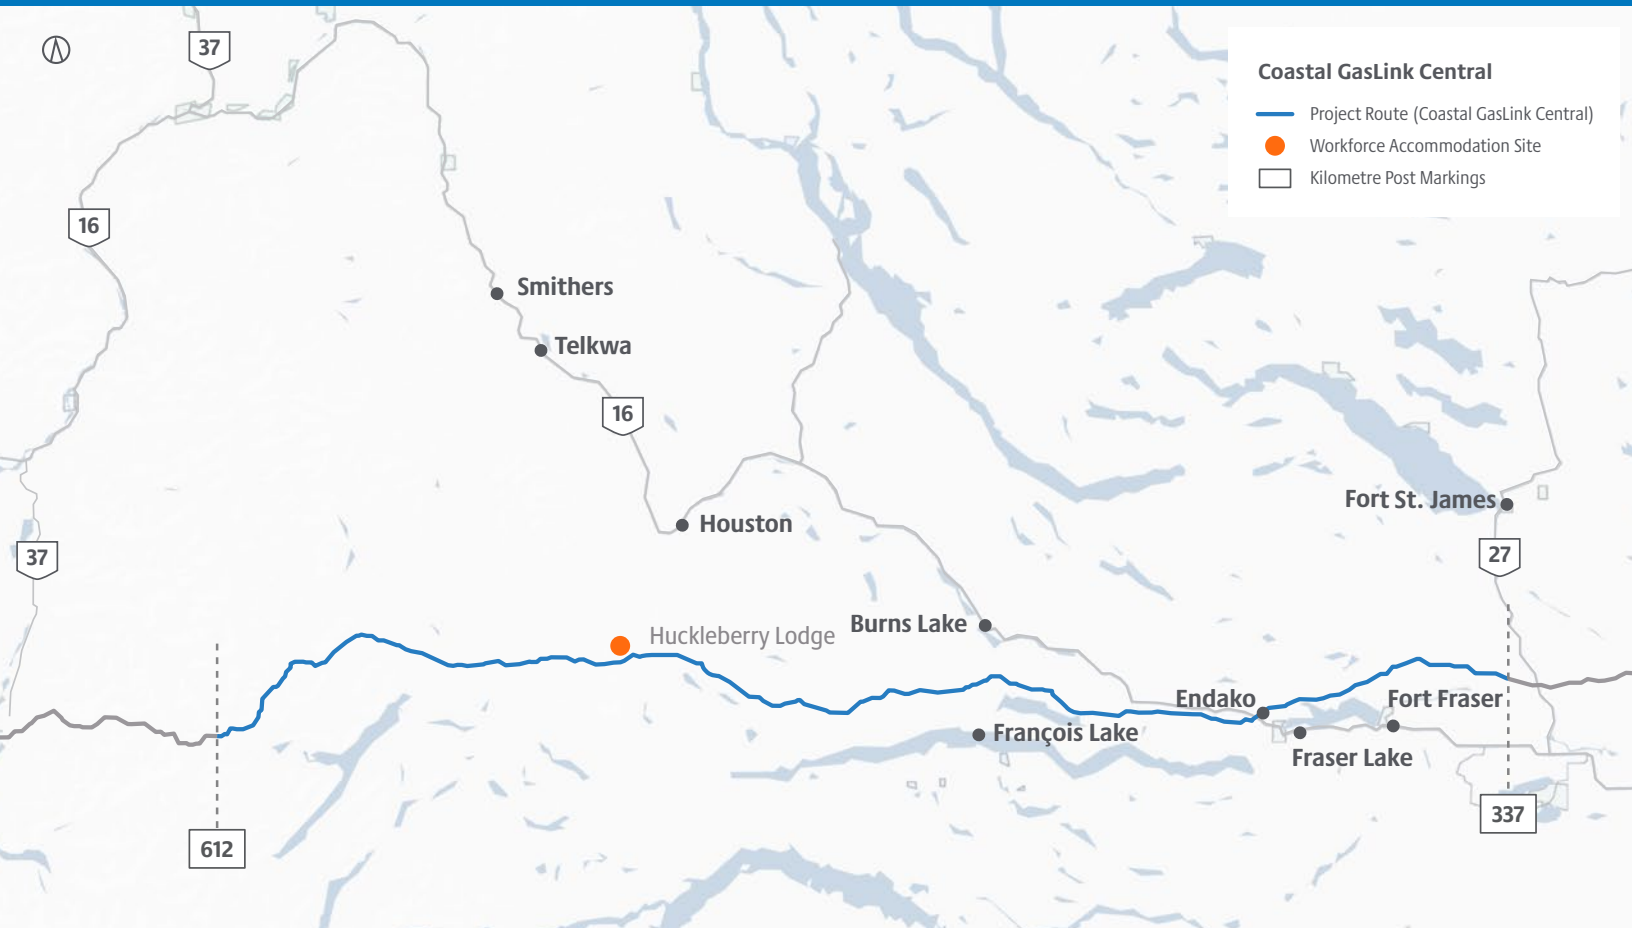 37
Coastal GasLink Central
Project Route (Coastal GasLink Central)
Workforce Accommodation Site
Kilometre Post Markings
16
Smithers
Telkwa
16
Fort St. James
Houston
37
27
Burns Lake
Huckleberry Lodge
Endako
Fort Fraser
François Lake
Fraser Lake
337
612